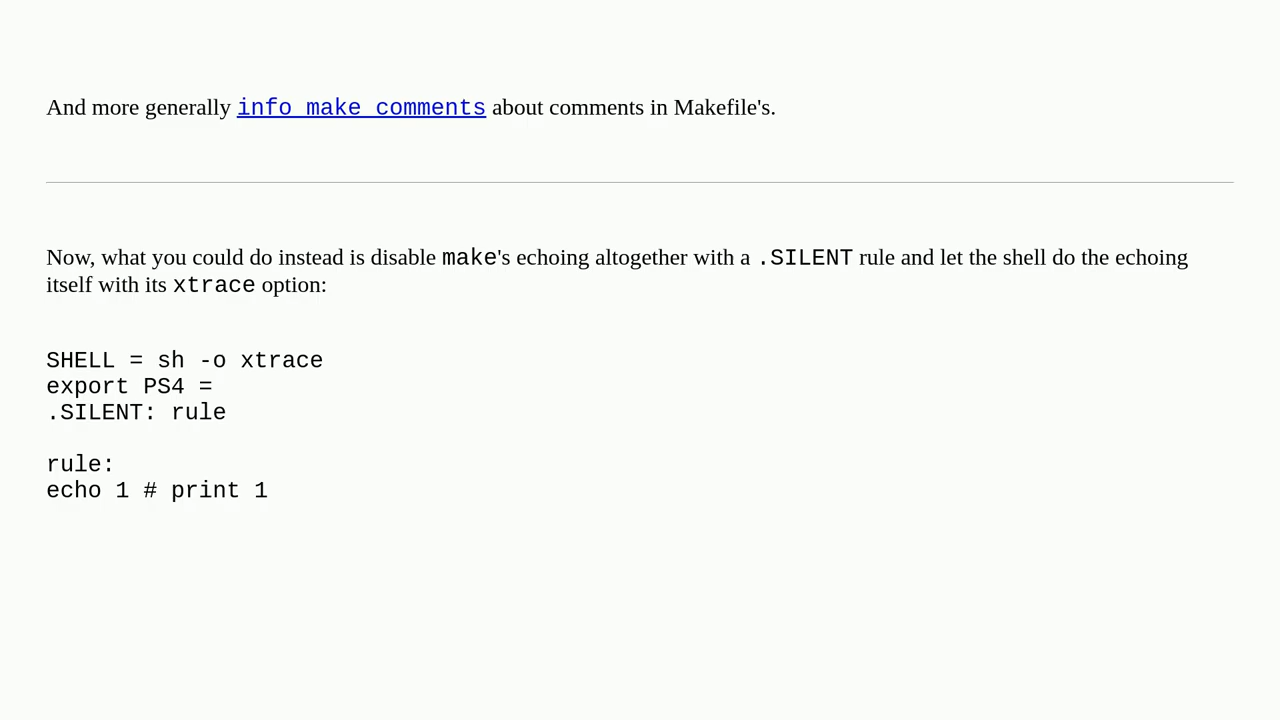 And more generally info make comments about comments in Makefile's.
Now, what you could do instead is disable make's echoing altogether with a .SILENT rule and let the shell do the echoing
itself with its xtrace option:
SHELL = sh -o xtrace
export PS4 =
.SILENT: rule
rule:
echo 1 # print 1